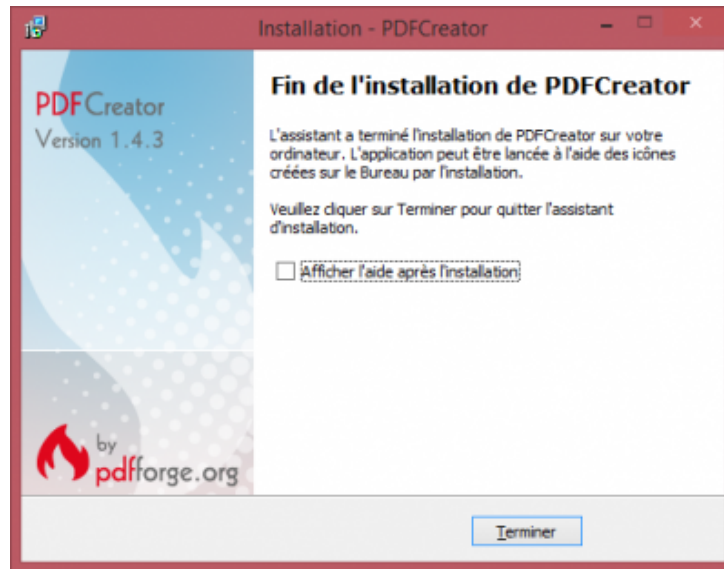 Installation - PDFCreator
PDFCreator
Version 1.4.3
Fin de l'installation de PDFCreator
L'assistant a terminé l'installation de PDFCreator sur votre
ordinateur. L'application peut être lancée à l'aide des icônes
créées sur le Bureau par l'installation.
Veuillez cliquer sur Terminer pour quitter l'assistant
d'installation.
Afficher l'aide après l'installation
by
pdfforge.org
Terminer